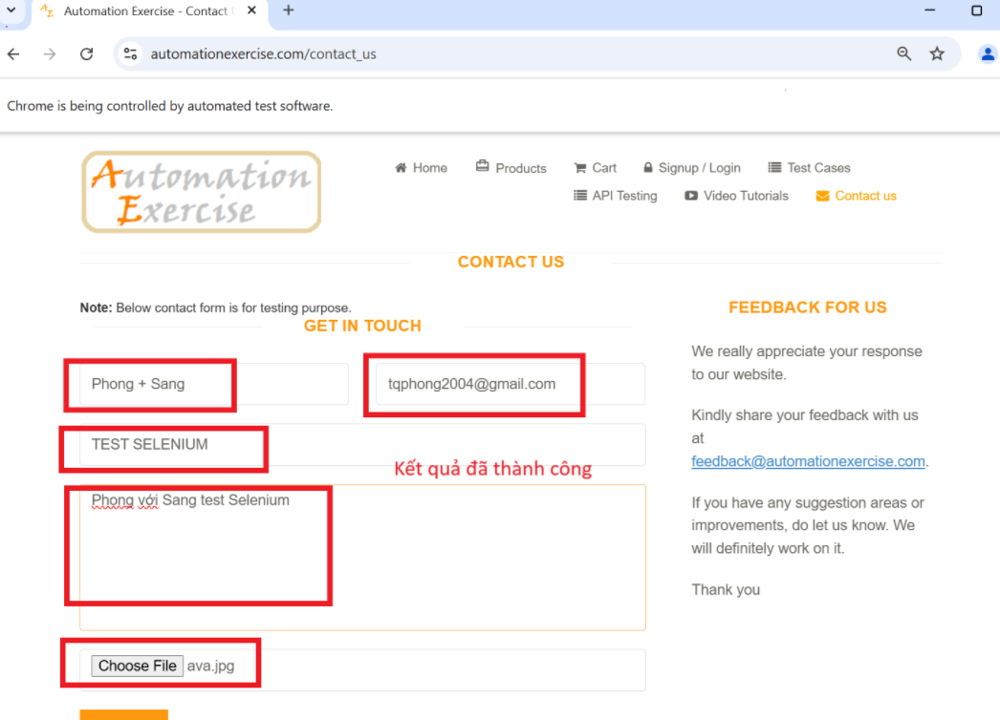 Automation Exercise - Contact U
automationexercise.com/contact_us
Chrome is being controlled by automated test software.
Automation
Exercise
Home
Products
Cart
Signup / Login
Test Cases
API Testing
Video Tutorials
Contact us
CONTACT US
Note: Below contact form is for testing purpose.
GET IN TOUCH
Phong + Sang
tqphong2004@gmail.com
TEST SELENIUM
Kết quả đã thành công
Phong với Sang test Selenium
Choose File ava.jpg
FEEDBACK FOR US
We really appreciate your response
to our website.
Kindly share your feedback with us
at
feedback@automationexercise.com.
If you have any suggestion areas or
improvements, do let us know. We
will definitely work on it.
Thank you